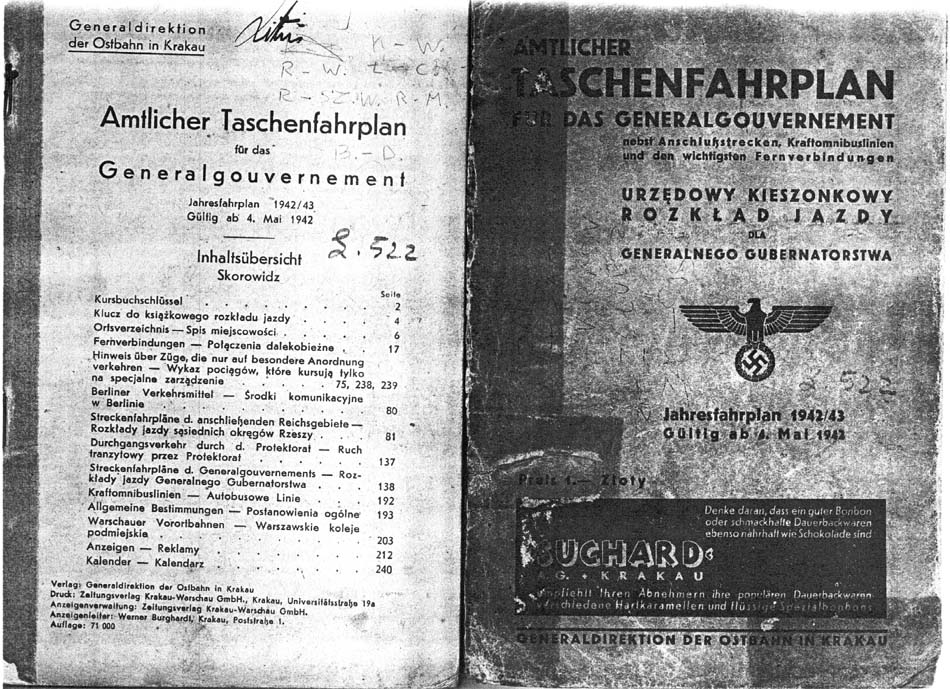 Generaldirektion
der Ostbahn in Krakau
K - W.
R - W.
R - SZ.W. R - M.
Amtlicher Taschenfahrplan
für das
B. - D.
Generalgouvernement
Jahresfahrplan 1942/43
Gültig ab 4. Mai 1942
Inhaltsübersicht
Skorowidz
2.522
Seite
Kursbuchschlüssel . . . . . . . 2
Klucz do książkowego rozkładu jazdy . . . . 4
Ortsverzeichnis — Spis miejscowości . . . . 6
Fernverbindungen — Połączenia dalekobieżne . . 17
Hinweis über Züge, die nur auf besondere Anordnung
verkehren — Wykaz pociągów, które kursują tylko
na specjalne zarządzenie . . . . 75, 238, 239
Berliner Verkehrsmittel — Środki komunikacyjne
w Berlinie . . . . . . . . 80
Streckenfahrpläne d. anschließenden Reichsgebiete —
Rozkłady jazdy sąsiednich okręgów Rzeszy . . . 81
Durchgangsverkehr durch d. Protektorat — Ruch
tranzytowy przez Protektorat . . . . . 137
Streckenfahrpläne d. Generalgouvernements — Roz-
kłady jazdy Generalnego Gubernatorstwa . . . 138
Kraftomnibuslinien — Autobusowe Linie . . . 192
Allgemeine Bestimmungen — Postanowienia ogólne 193
Warschauer Vorortbahnen — Warszawskie koleje
podmiejskie . . . . . . . . 203
Anzeigen — Reklamy . . . . . . 212
Kalender — Kalendarz . . . . . . 240
Verlag: Generaldirektion der Ostbahn in Krakau
Druck: Zeitungsverlag Krakau-Warschau GmbH., Krakau, Universitätsstraße 19a
Anzeigenverwaltung: Zeitungsverlag Krakau-Warschau GmbH.
Anzeigenleiter: Werner Burghardi, Krakau, Poststraße 1.
Auflage: 71 000
AMTLICHER
TASCHENFAHRPLAN
FÜR DAS GENERALGOUVERNEMENT
nebst Anschlußstrecken, Kraftomnibuslinien
und den wichtigsten Fernverbindungen
URZĘDOWY KIESZONKOWY
ROZKŁAD JAZDY
DLA
GENERALNEGO GUBERNATORSTWA
2 522
Jahresfahrplan 1942/43
Gültig ab 4. Mai 1942
Preis 1.— Zloty
Denke daran, dass ein guter Bonbon
oder schmackhafte Dauerbackwaren
ebenso nahrhaft wie Schokolade sind
SUCHARD
A. G. + KRAKAU
empfiehlt Ihren Abnehmern ihre populären Dauerbackwaren
verschiedene Hartkaramellen und flüssige Spezialbonbons
GENERALDIREKTION DER OSTBAHN IN KRAKAU